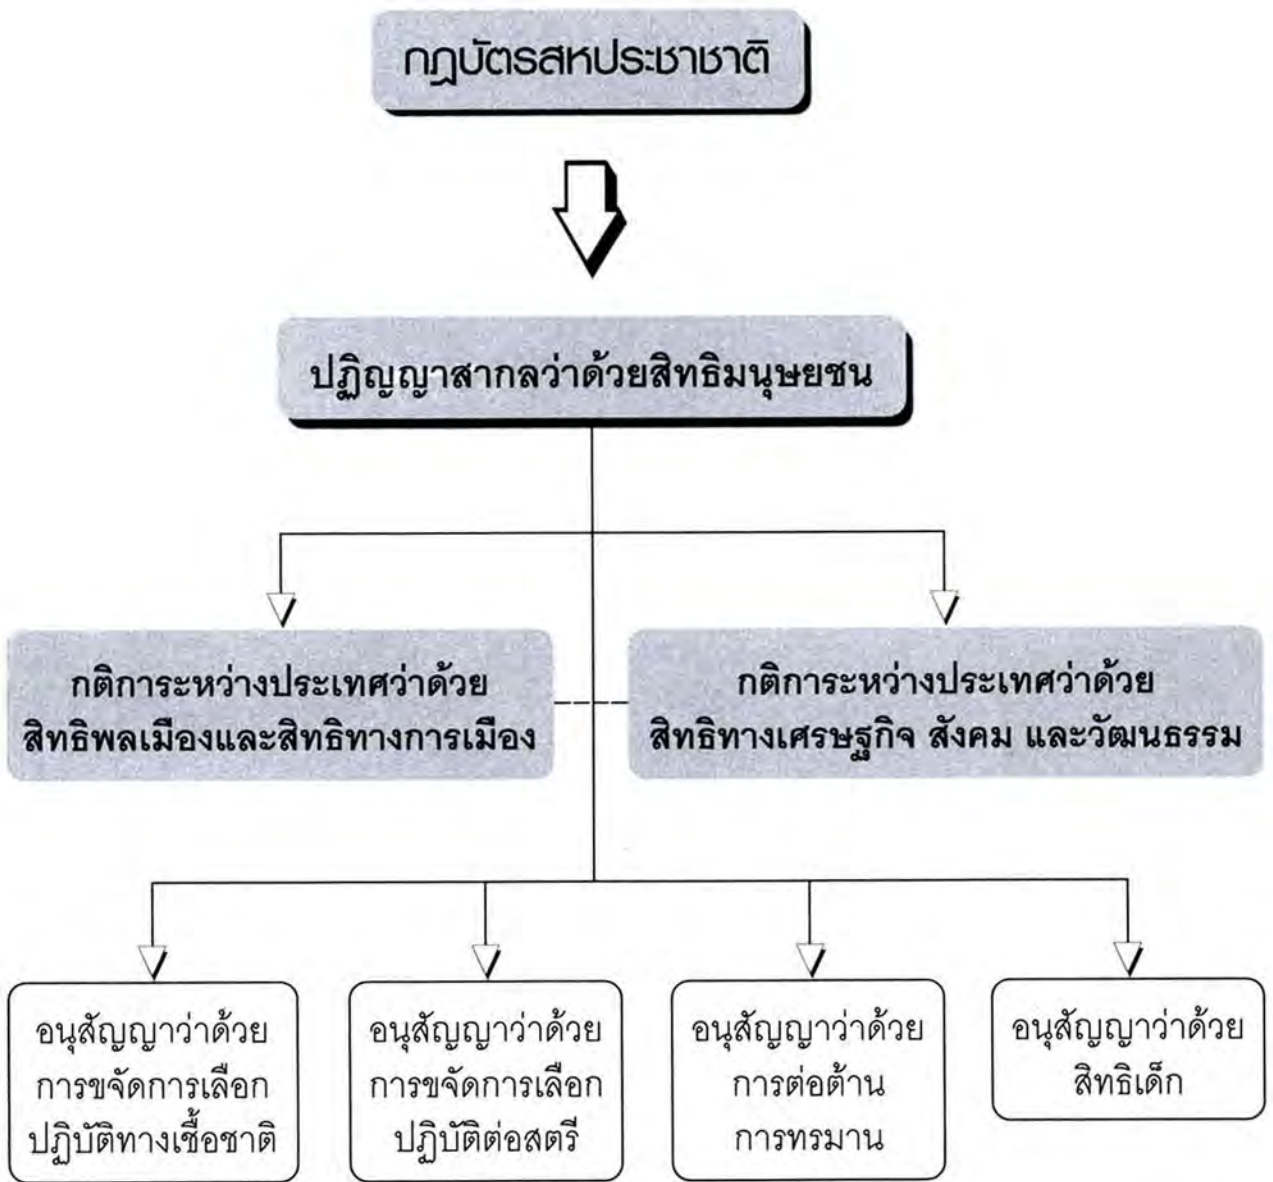 กฎบัตรสหประชาชาติ
ปฏิญญาสากลว่าด้วยสิทธิมนุษยชน
กติการะหว่างประเทศว่าด้วย
สิทธิพลเมืองและสิทธิทางการเมือง
กติการะหว่างประเทศว่าด้วย
สิทธิทางเศรษฐกิจ สังคม และวัฒนธรรม
อนุสัญญาว่าด้วย
การขจัดการเลือก
ปฏิบัติทางเชื้อชาติ
อนุสัญญาว่าด้วย
การขจัดการเลือก
ปฏิบัติต่อสตรี
อนุสัญญาว่าด้วย
การต่อต้าน
การทรมาน
อนุสัญญาว่าด้วย
สิทธิเด็ก